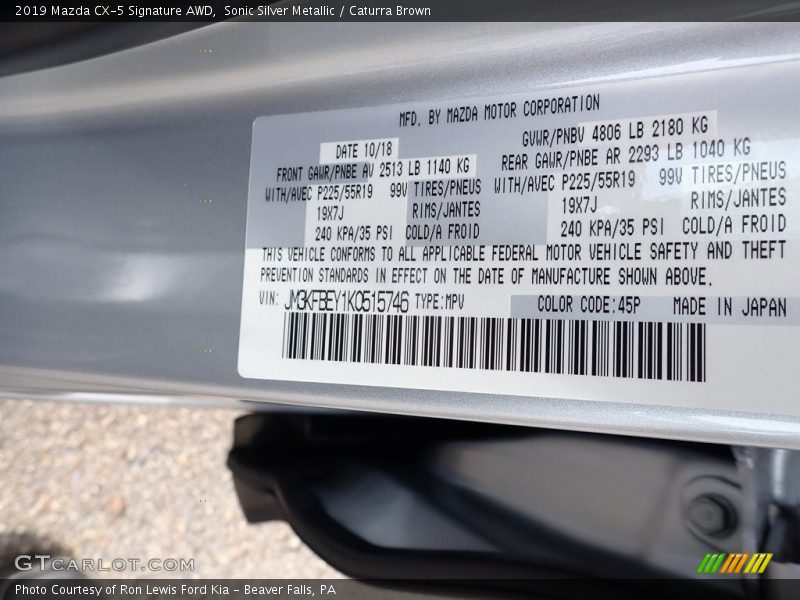 2019 Mazda CX-5 Signature AWD, Sonic Silver Metallic / Caturra Brown
MFD. BY MAZDA MOTOR CORPORATION
DATE 10/18
GVWR/PNBV 4806 LB 2180 KG
FRONT GAWR/PNBE AV 2513 LB 1140 KG
REAR GAWR/PNBE AR 2293 LB 1040 KG
WITH/AVEC P225/55R19 99V TIRES/PNEUS
WITH/AVEC P225/55R19 99V TIRES/PNEUS
19X7J RIMS/JANTES
19X7J RIMS/JANTES
240 KPA/35 PSI COLD/A FROID
240 KPA/35 PSI COLD/A FROID
THIS VEHICLE CONFORMS TO ALL APPLICABLE FEDERAL MOTOR VEHICLE SAFETY AND THEFT
PREVENTION STANDARDS IN EFFECT ON THE DATE OF MANUFACTURE SHOWN ABOVE.
VIN: JM3KFBEY1K0515746 TYPE:MPV COLOR CODE:45P MADE IN JAPAN
GTCARLOT.COM
Photo Courtesy of Ron Lewis Ford Kia - Beaver Falls, PA